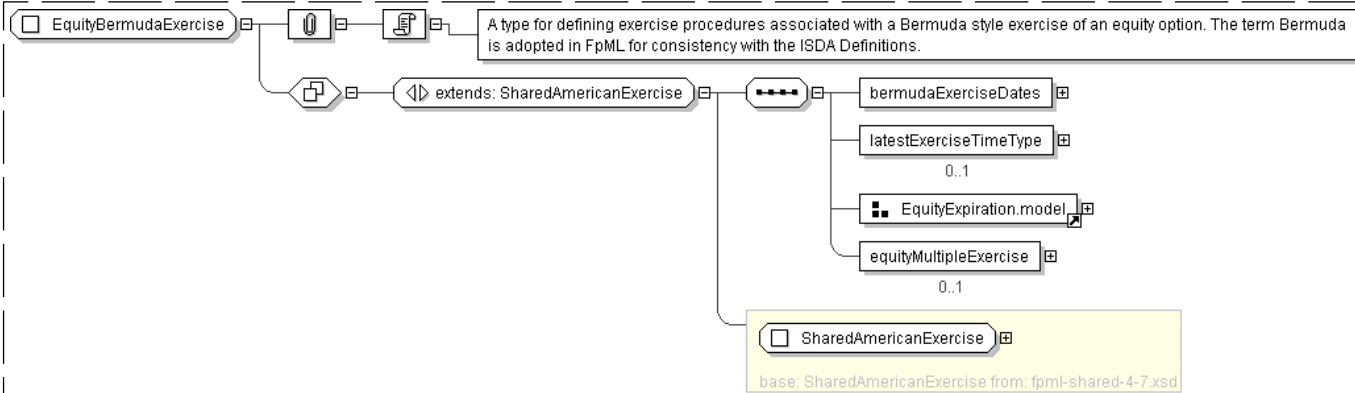 EquityBermudaExercise
A type for defining exercise procedures associated with a Bermuda style exercise of an equity option. The term Bermuda
is adopted in FpML for consistency with the ISDA Definitions.
extends: SharedAmericanExercise
bermudaExerciseDates
latestExerciseTimeType
0..1
EquityExpiration.model
equityMultipleExercise
0..1
SharedAmericanExercise
base: SharedAmericanExercise from: fpml-shared-4-7.xsd